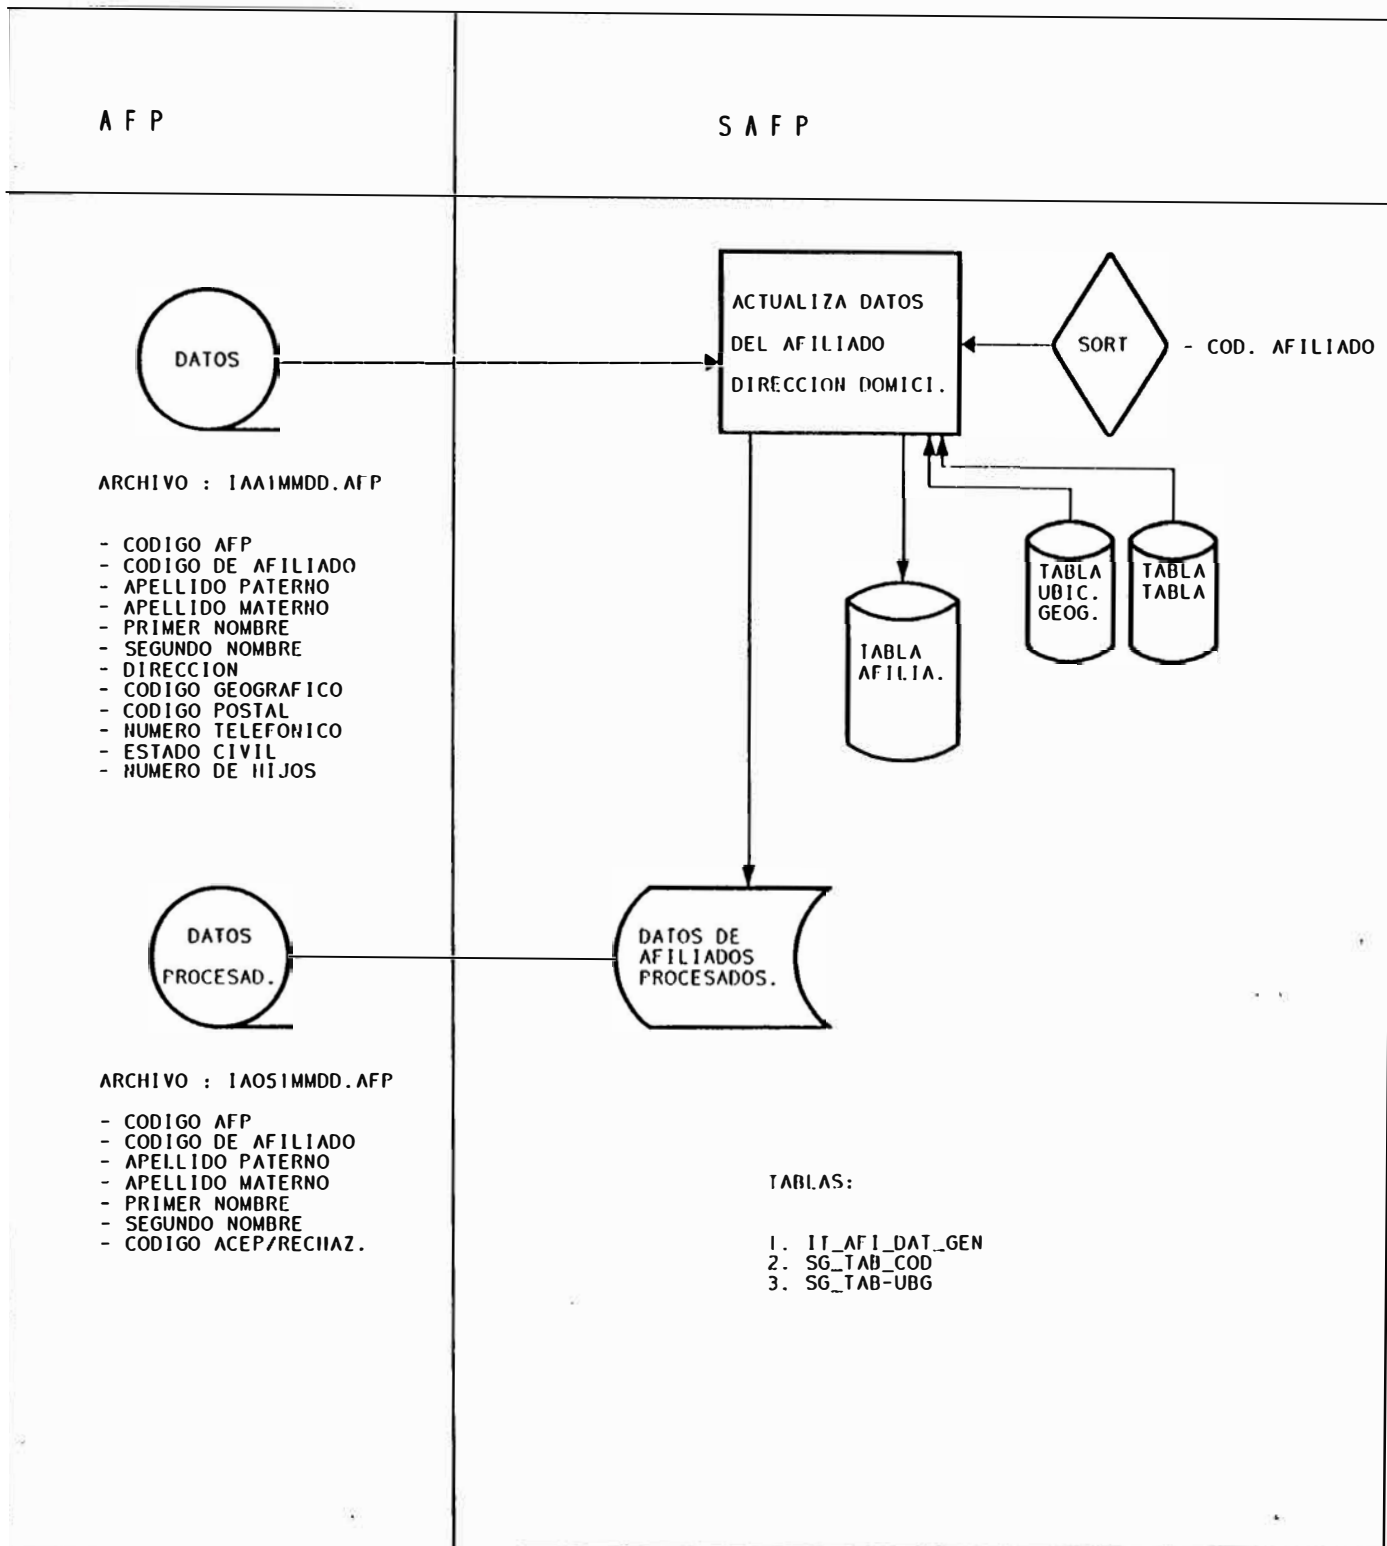 AFP
SAFP
DATOS
ACTUALIZA DATOS
DEL AFILIADO
DIRECCION DOMICI.
SORT
- COD. AFILIADO
ARCHIVO : IAA1MMDD.AFP
- CODIGO AFP
- CODIGO DE AFILIADO
- APELLIDO PATERNO
- APELLIDO MATERNO
- PRIMER NOMBRE
- SEGUNDO NOMBRE
- DIRECCION
- CODIGO GEOGRAFICO
- CODIGO POSTAL
- NUMERO TELEFONICO
- ESTADO CIVIL
- NUMERO DE HIJOS
TABLA
AFILIA.
TABLA
UBIC.
GEOG.
TABLA
TABLA
DATOS
PROCESAD.
DATOS DE
AFILIADOS
PROCESADOS.
ARCHIVO : IAOS1MMDD.AFP
- CODIGO AFP
- CODIGO DE AFILIADO
- APELLIDO PATERNO
- APELLIDO MATERNO
- PRIMER NOMBRE
- SEGUNDO NOMBRE
- CODIGO ACEP/RECHAZ.
TABLAS:
1. IT_AFI_DAT_GEN
2. SG_TAB_COD
3. SG_TAB-UBG